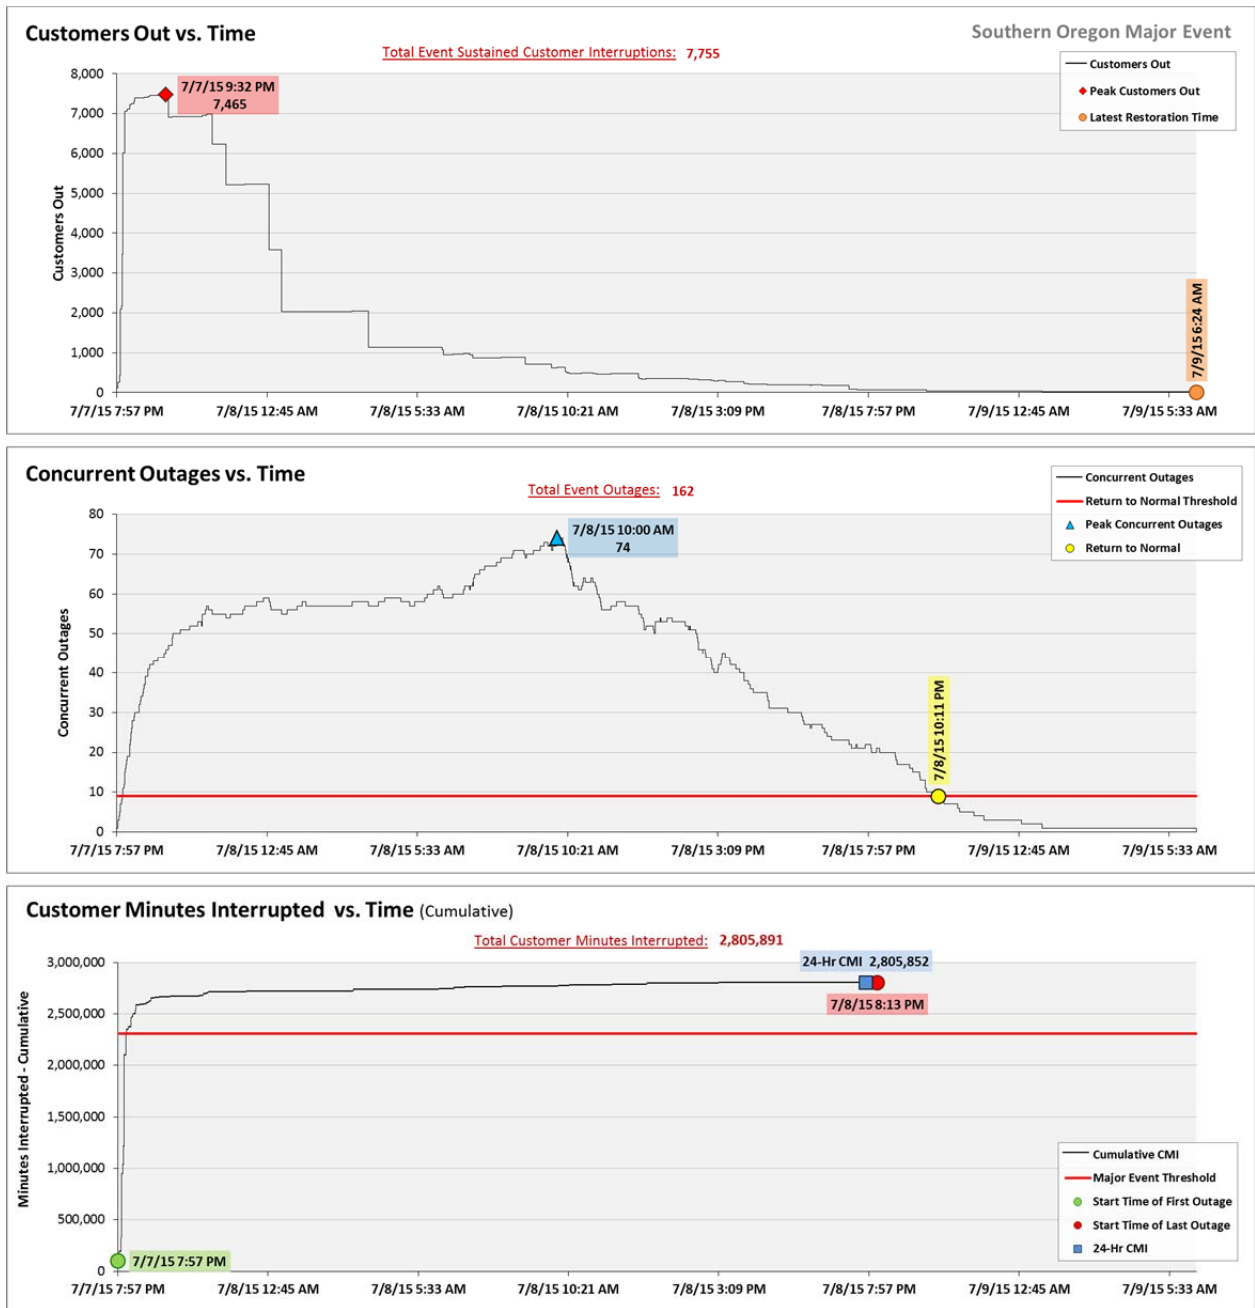 Customers Out vs. Time
Southern Oregon Major Event
Total Event Sustained Customer Interruptions: 7,755
Customers Out
Peak Customers Out
Latest Restoration Time
7/7/15 9:32 PM
7,465
8,000
7,000
6,000
5,000
4,000
3,000
2,000
1,000
0
Customers Out
7/9/15 6:24 AM
7/7/15 7:57 PM
7/8/15 12:45 AM
7/8/15 5:33 AM
7/8/15 10:21 AM
7/8/15 3:09 PM
7/8/15 7:57 PM
7/9/15 12:45 AM
7/9/15 5:33 AM
Concurrent Outages vs. Time
Total Event Outages: 162
Concurrent Outages
Return to Normal Threshold
Peak Concurrent Outages
Return to Normal
7/8/15 10:00 AM
74
80
70
60
50
40
30
20
10
0
Concurrent Outages
7/8/15 10:11 PM
7/7/15 7:57 PM
7/8/15 12:45 AM
7/8/15 5:33 AM
7/8/15 10:21 AM
7/8/15 3:09 PM
7/8/15 7:57 PM
7/9/15 12:45 AM
7/9/15 5:33 AM
Customer Minutes Interrupted vs. Time (Cumulative)
Total Customer Minutes Interrupted: 2,805,891
24-Hr CMI 2,805,852
7/8/15 8:13 PM
3,000,000
2,500,000
2,000,000
1,500,000
1,000,000
500,000
0
Minutes Interrupted - Cumulative
Cumulative CMI
Major Event Threshold
Start Time of First Outage
Start Time of Last Outage
24-Hr CMI
7/7/15 7:57 PM
7/7/15 7:57 PM
7/8/15 12:45 AM
7/8/15 5:33 AM
7/8/15 10:21 AM
7/8/15 3:09 PM
7/8/15 7:57 PM
7/9/15 12:45 AM
7/9/15 5:33 AM